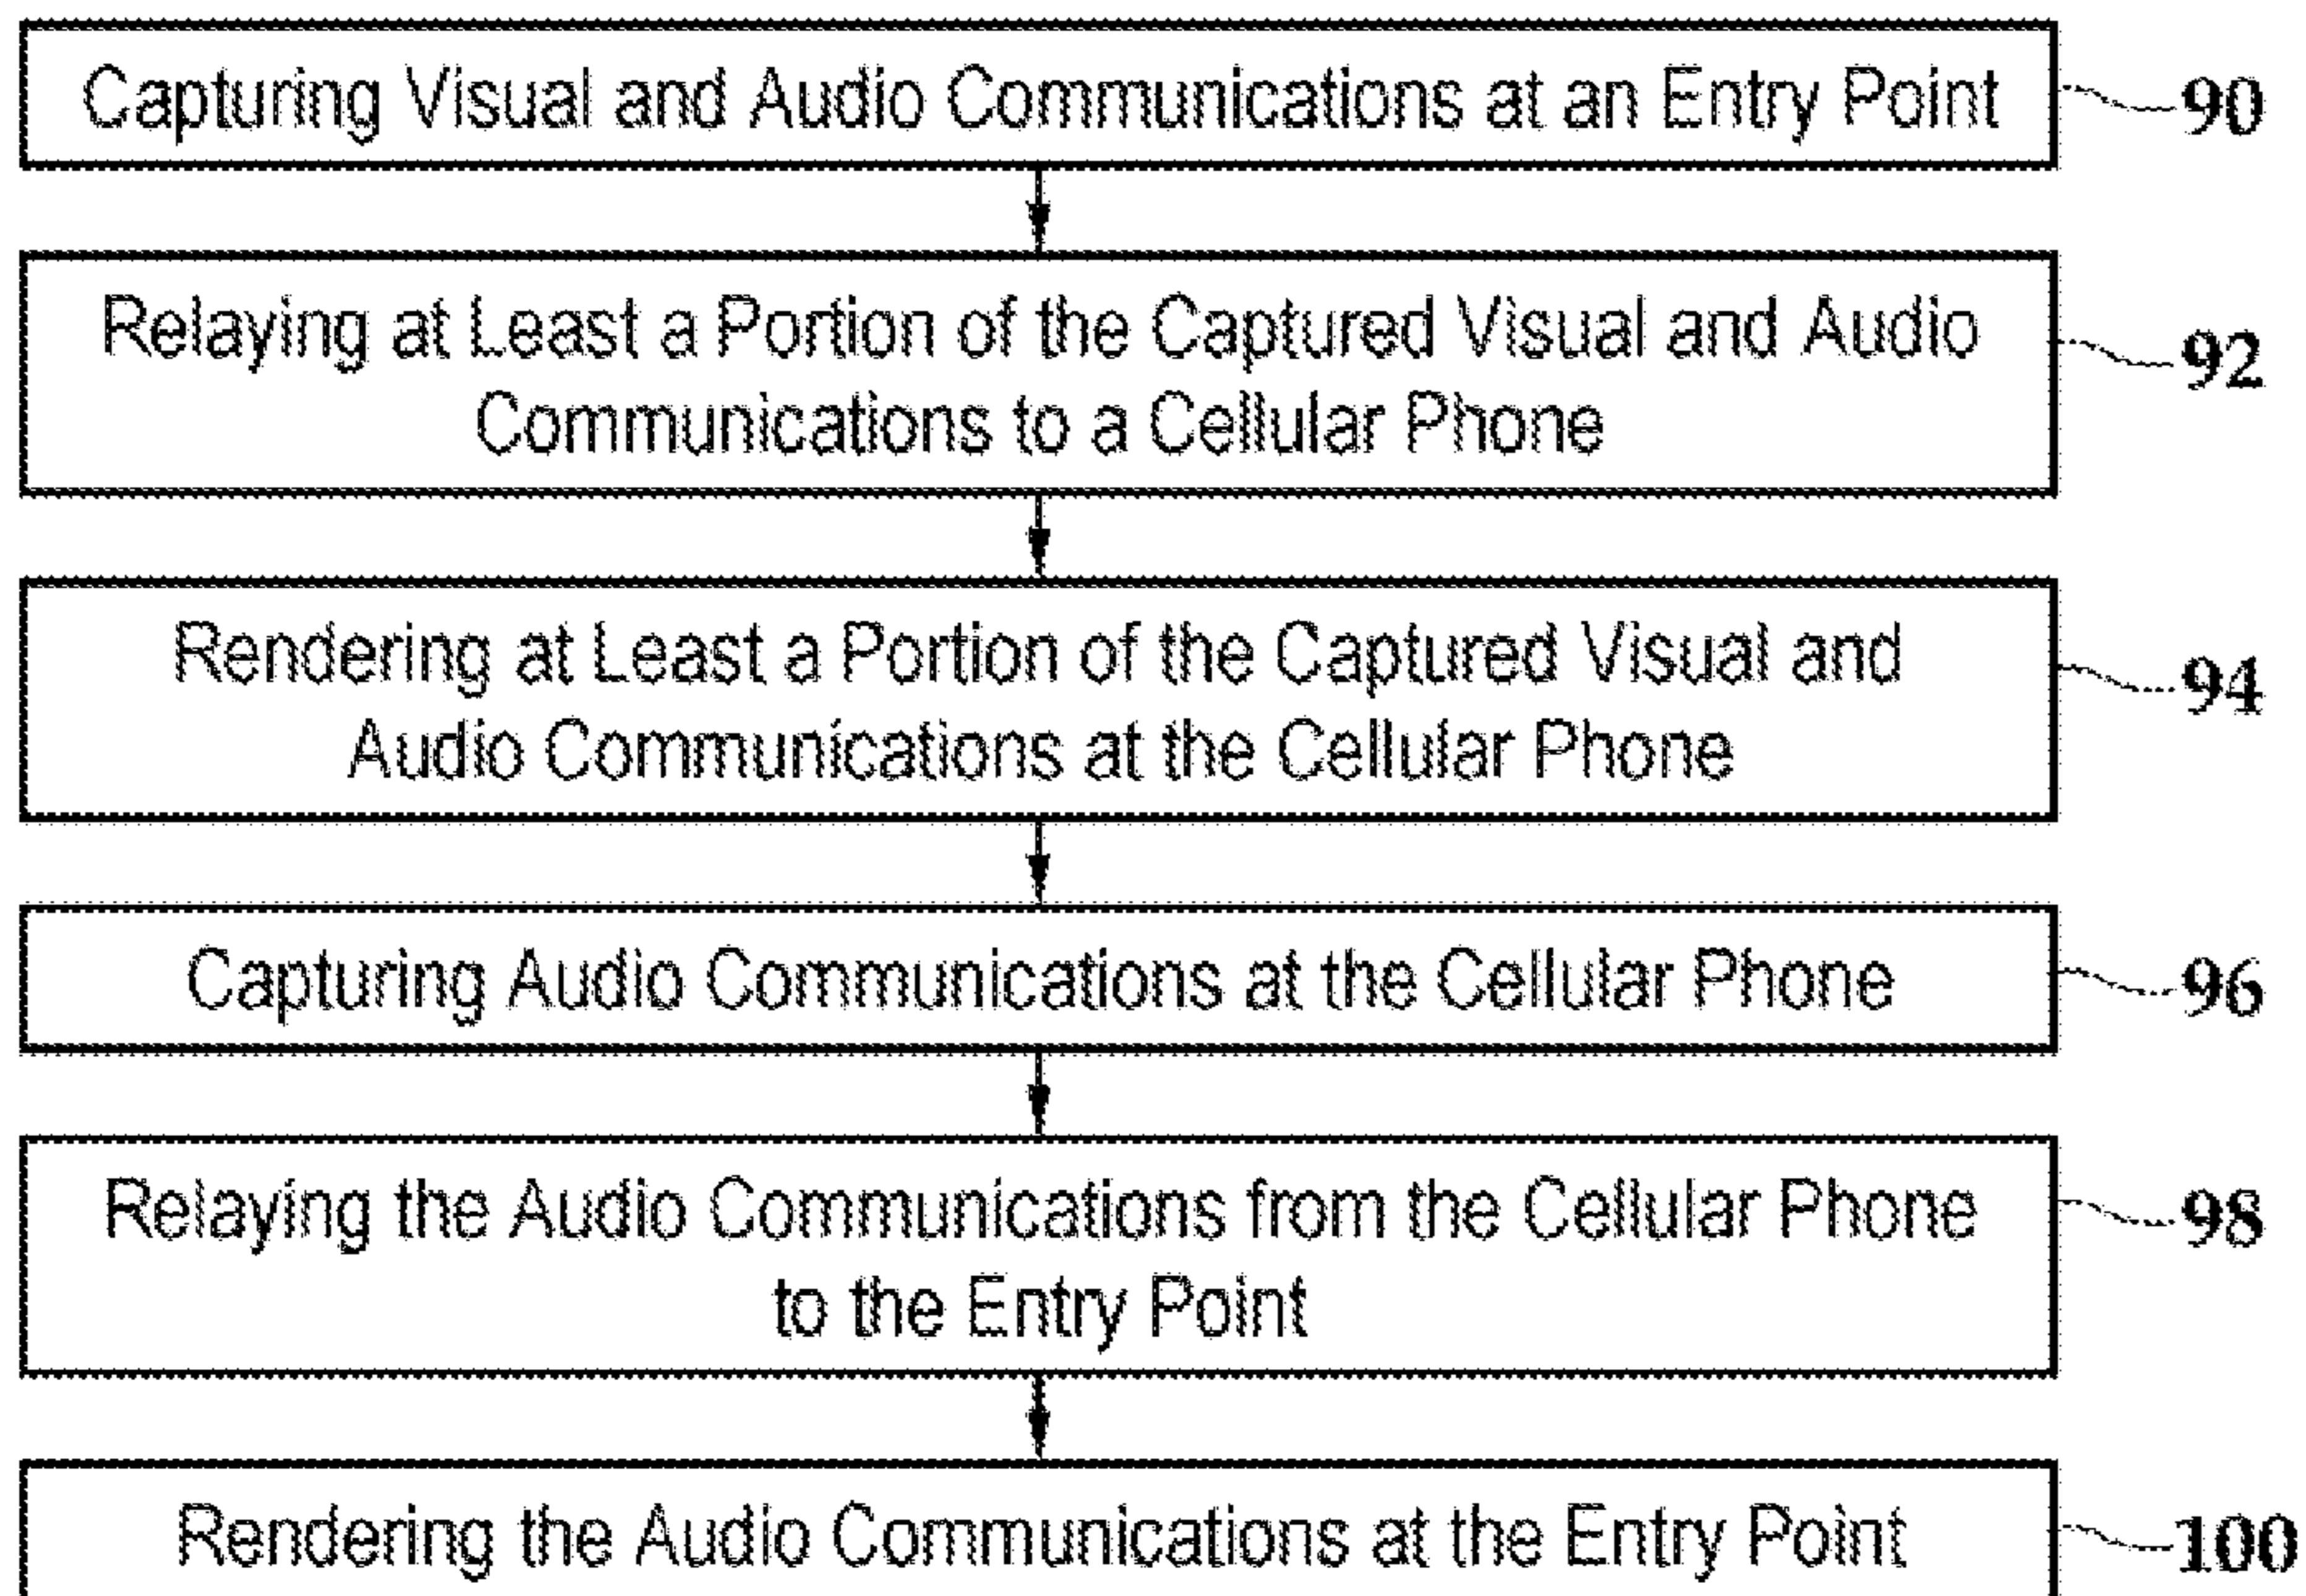 Capturing Visual and Audio Communications at an Entry Point
90
Relaying at Least a Portion of the Captured Visual and Audio
Communications to a Cellular Phone
92
Rendering at Least a Portion of the Captured Visual and
Audio Communications at the Cellular Phone
94
Capturing Audio Communications at the Cellular Phone
96
Relaying the Audio Communications from the Cellular Phone
to the Entry Point
98
Rendering the Audio Communications at the Entry Point
100